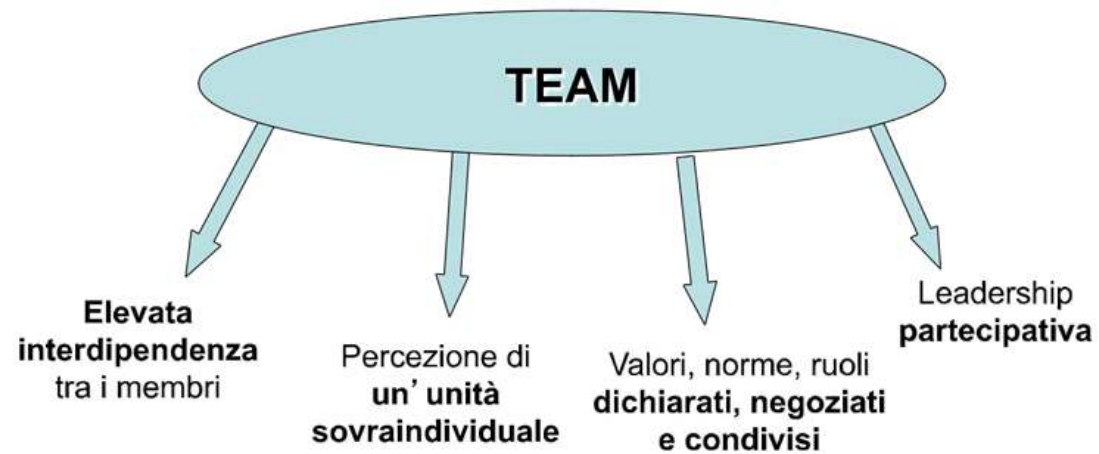 TEAM
Elevata
interdipendenza
tra i membri
Percezione di
un’ unità
sovraindividuale
Valori, norme, ruoli
dichiarati, negoziati
e condivisi
Leadership
partecipativa